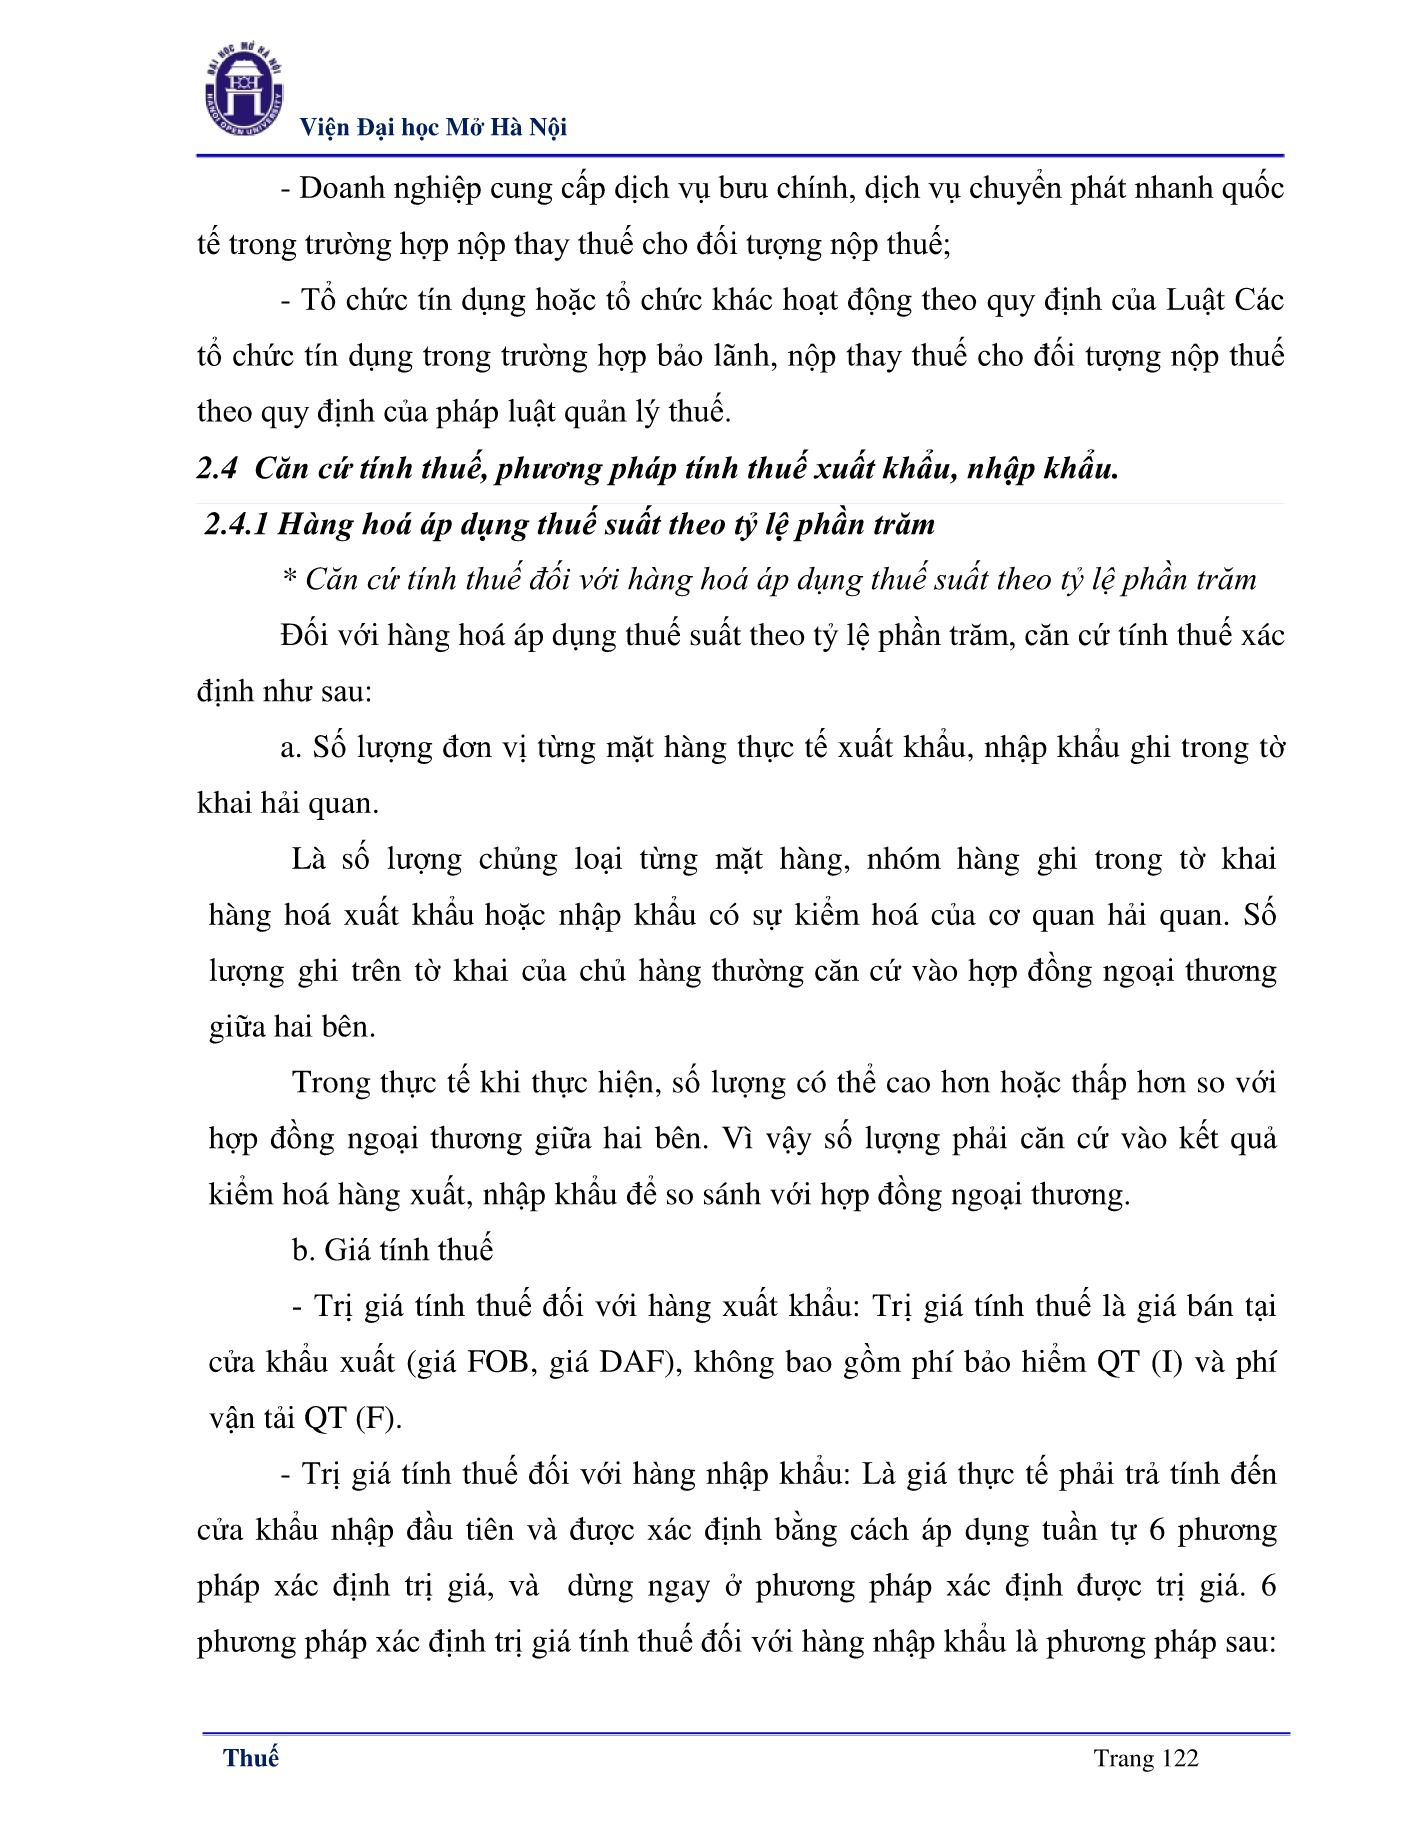 ĐẠI HỌC MỞ HÀ NỘI
HANOI OPEN UNIVERSITY
Viện Đại học Mở Hà Nội
- Doanh nghiệp cung cấp dịch vụ bưu chính, dịch vụ chuyển phát nhanh quốc
tế trong trường hợp nộp thay thuế cho đối tượng nộp thuế;
- Tổ chức tín dụng hoặc tổ chức khác hoạt động theo quy định của Luật Các
tổ chức tín dụng trong trường hợp bảo lãnh, nộp thay thuế cho đối tượng nộp thuế
theo quy định của pháp luật quản lý thuế.
2.4 Căn cứ tính thuế, phương pháp tính thuế xuất khẩu, nhập khẩu.
2.4.1 Hàng hoá áp dụng thuế suất theo tỷ lệ phần trăm
* Căn cứ tính thuế đối với hàng hoá áp dụng thuế suất theo tỷ lệ phần trăm
Đối với hàng hoá áp dụng thuế suất theo tỷ lệ phần trăm, căn cứ tính thuế xác
định như sau:
a. Số lượng đơn vị từng mặt hàng thực tế xuất khẩu, nhập khẩu ghi trong tờ
khai hải quan.
Là số lượng chủng loại từng mặt hàng, nhóm hàng ghi trong tờ khai
hàng hoá xuất khẩu hoặc nhập khẩu có sự kiểm hoá của cơ quan hải quan. Số
lượng ghi trên tờ khai của chủ hàng thường căn cứ vào hợp đồng ngoại thương
giữa hai bên.
Trong thực tế khi thực hiện, số lượng có thể cao hơn hoặc thấp hơn so với
hợp đồng ngoại thương giữa hai bên. Vì vậy số lượng phải căn cứ vào kết quả
kiểm hoá hàng xuất, nhập khẩu để so sánh với hợp đồng ngoại thương.
b. Giá tính thuế
- Trị giá tính thuế đối với hàng xuất khẩu: Trị giá tính thuế là giá bán tại
cửa khẩu xuất (giá FOB, giá DAF), không bao gồm phí bảo hiểm QT (I) và phí
vận tải QT (F).
- Trị giá tính thuế đối với hàng nhập khẩu: Là giá thực tế phải trả tính đến
cửa khẩu nhập đầu tiên và được xác định bằng cách áp dụng tuần tự 6 phương
pháp xác định trị giá, và dừng ngay ở phương pháp xác định được trị giá. 6
phương pháp xác định trị giá tính thuế đối với hàng nhập khẩu là phương pháp sau:
Thuế
Trang 122